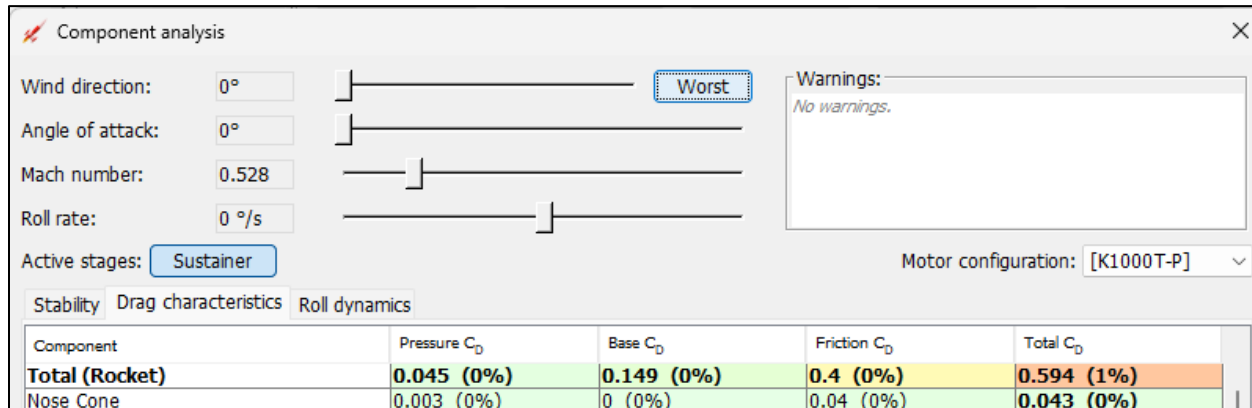 Component analysis
Wind direction: 0° Worst
Warnings:
No warnings.
Angle of attack: 0°
Mach number: 0.528
Roll rate: 0 °/s
Active stages: Sustainer Motor configuration: [K1000T-P]
Stability Drag characteristics Roll dynamics
Component Pressure CD Base CD Friction CD Total CD
Total (Rocket) 0.045 (0%) 0.149 (0%) 0.4 (0%) 0.594 (1%)
Nose Cone 0.003 (0%) 0 (0%) 0.04 (0%) 0.043 (0%)